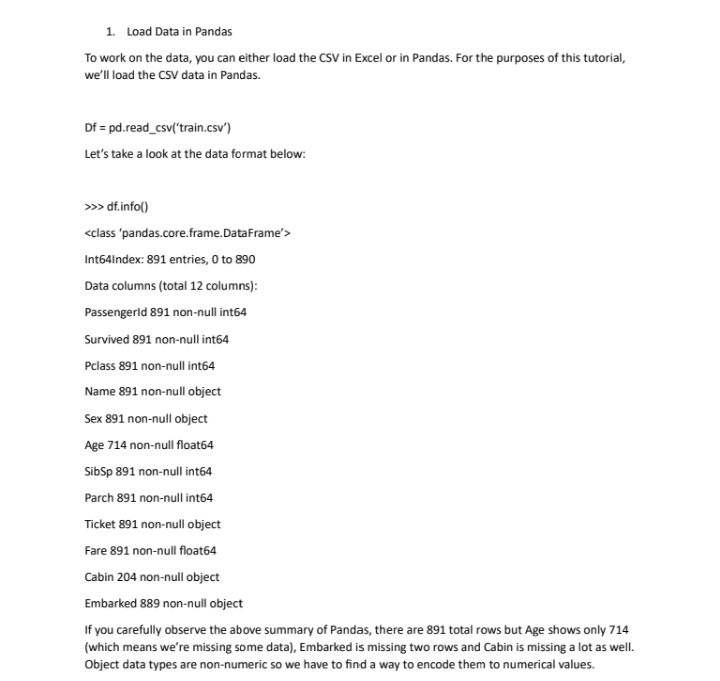 1. Load Data in Pandas
To work on the data, you can either load the CSV in Excel or in Pandas. For the purposes of this tutorial,
we'll load the CSV data in Pandas.
Df = pd.read_csv('train.csv')
Let's take a look at the data format below:
>>> df.info()
<class 'pandas.core.frame.DataFrame'>
Int64Index: 891 entries, 0 to 890
Data columns (total 12 columns):
PassengerId 891 non-null int64
Survived 891 non-null int64
Pclass 891 non-null int64
Name 891 non-null object
Sex 891 non-null object
Age 714 non-null float64
SibSp 891 non-null int64
Parch 891 non-null int64
Ticket 891 non-null object
Fare 891 non-null float64
Cabin 204 non-null object
Embarked 889 non-null object
If you carefully observe the above summary of Pandas, there are 891 total rows but Age shows only 714
(which means we're missing some data), Embarked is missing two rows and Cabin is missing a lot as well.
Object data types are non-numeric so we have to find a way to encode them to numerical values.